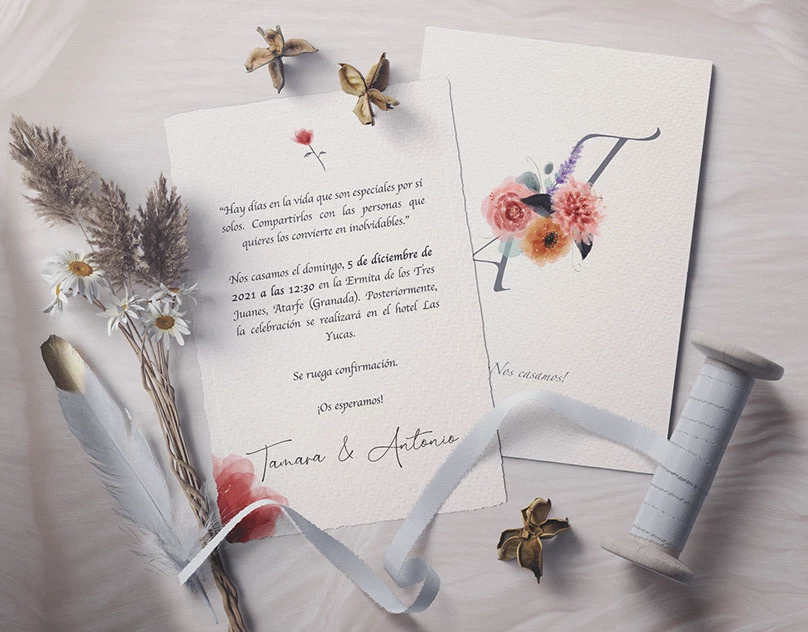 “Hay días en la vida que son especiales por sí
solos. Compartirlos con las personas que
quieres los convierte en inolvidables.”
Nos casamos el domingo, 5 de diciembre de
2021 a las 12:30 en la Ermita de los Tres
Juanes, Atarfe (Granada). Posteriormente,
la celebración se realizará en el hotel Las
Yucas.
Se ruega confirmación.
¡Os esperamos!
Tamara & Antonio
Nos casamos!